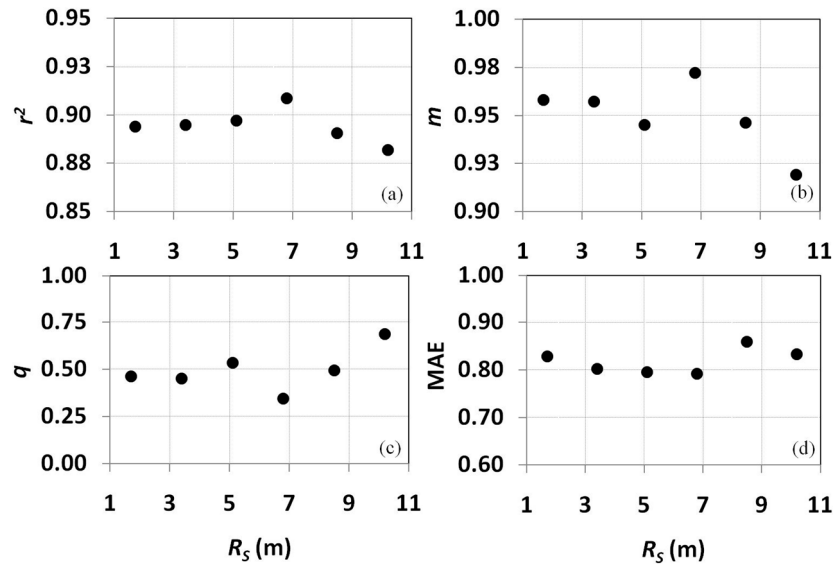 0.95
0.93
0.90
0.88
0.85
r²
(a)
1 3 5 7 9 11
1.00
0.98
0.95
0.93
0.90
m
(b)
1 3 5 7 9 11
1.00
0.75
0.50
0.25
0.00
q
(c)
1 3 5 7 9 11
R_S (m)
1.00
0.90
0.80
0.70
0.60
MAE
(d)
1 3 5 7 9 11
R_S (m)